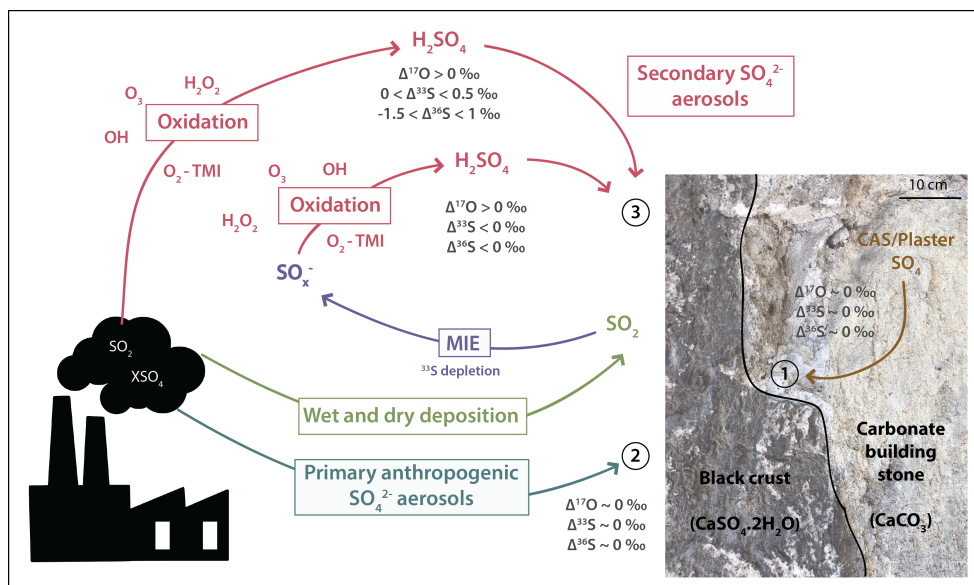 H₂SO₄
Δ¹⁷O > 0 ‰
0 < Δ³³S < 0.5 ‰
-1.5 < Δ³⁶S < 1 ‰
Secondary SO₄²⁻
aerosols
H₂O₂
O₃
Oxidation
OH
O₂ - TMI
H₂SO₄
Δ¹⁷O > 0 ‰
Δ³³S < 0 ‰
Δ³⁶S < 0 ‰
O₃
OH
Oxidation
H₂O₂
O₂ - TMI
SOₓ⁻
3
10 cm
CAS/Plaster
SO₄
Δ¹⁷O ~ 0 ‰
Δ³³S ~ 0 ‰
Δ³⁶S ~ 0 ‰
1
SO₂
MIE
³³S depletion
SO₂
XSO₄
Wet and dry deposition
Primary anthropogenic
SO₄²⁻ aerosols
2
Δ¹⁷O ~ 0 ‰
Δ³³S ~ 0 ‰
Δ³⁶S ~ 0 ‰
Black crust
(CaSO₄.2H₂O)
Carbonate
building
stone
(CaCO₃)